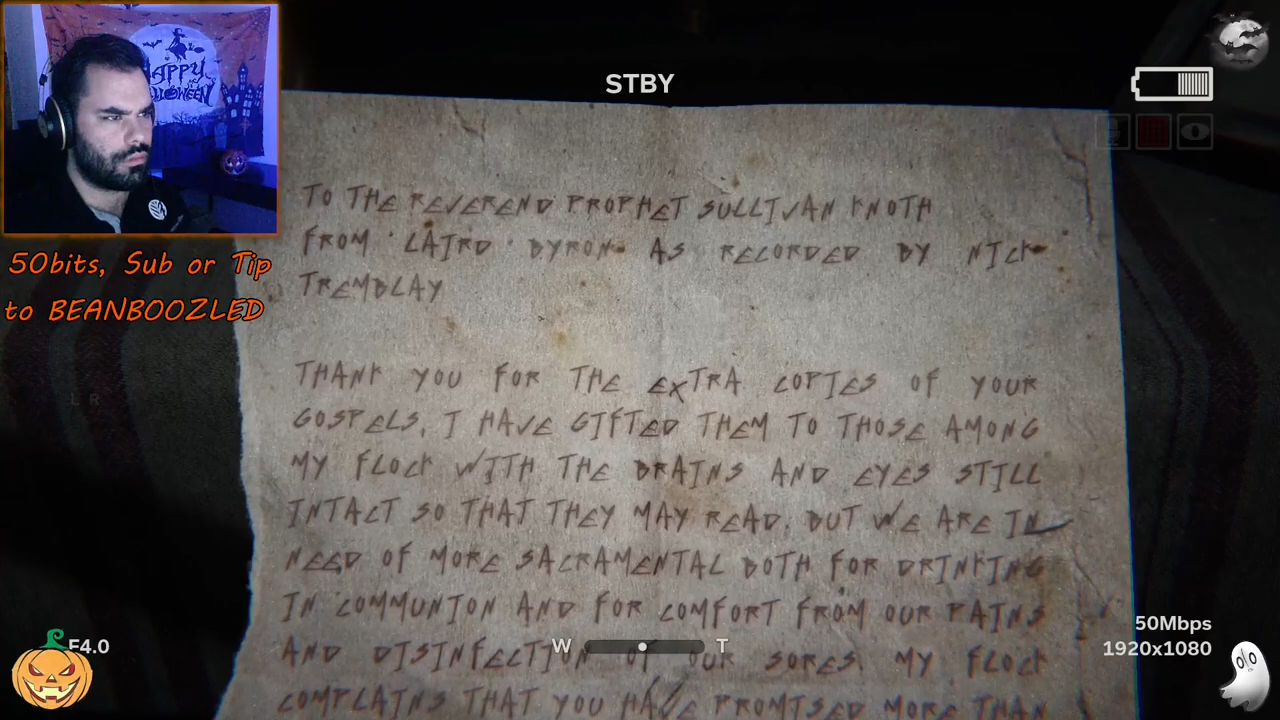 HAPPY
HALLOWEEN
50bits, Sub or Tip
to BEANBOOZLED
STBY
TO THE REVEREND PROPHET SULLIVAN KNOTH
FROM LAIRD BYRON AS RECORDED BY NICK
TREMBLAY
THANK YOU FOR THE EXTRA COPIES OF YOUR
GOSPELS, I HAVE GIFTED THEM TO THOSE AMONG
MY FLOCK WITH THE BRAINS AND EYES STILL
INTACT SO THAT THEY MAY READ. BUT WE ARE IN
NEED OF MORE SACRAMENTAL BOTH FOR DRINKING
IN COMMUNION AND FOR COMFORT FROM OUR PAINS
AND DISINFECTION OF OUR SORES. MY FLOCK
COMPLAINS THAT YOU HAVE PROMISED MORE THAN
L R
F4.0
W T
50Mbps
1920x1080